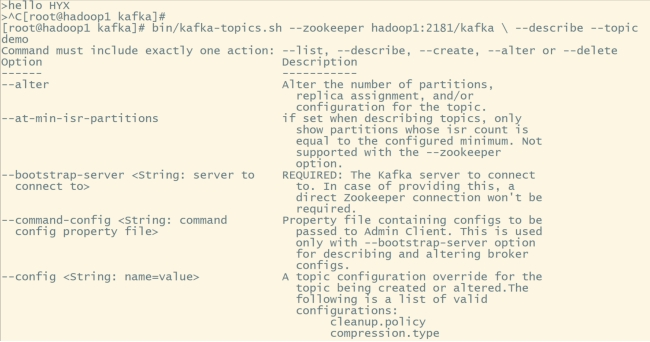 >hello HYX
>^C[root@hadoop1 kafka]#
[root@hadoop1 kafka]# bin/kafka-topics.sh --zookeeper hadoop1:2181/kafka \ --describe --topic
demo
Command must include exactly one action: --list, --describe, --create, --alter or --delete
Option                                   Description
------                                   -----------
--alter                                  Alter the number of partitions,
                                           replica assignment, and/or
                                           configuration for the topic.
--at-min-isr-partitions                  if set when describing topics, only
                                           show partitions whose isr count is
                                           equal to the configured minimum. Not
                                           supported with the --zookeeper
                                           option.
--bootstrap-server <String: server to    REQUIRED: The Kafka server to connect
  connect to>                              to. In case of providing this, a
                                           direct Zookeeper connection won't be
                                           required.
--command-config <String: command        Property file containing configs to be
  config property file>                    passed to Admin Client. This is used
                                           only with --bootstrap-server option
                                           for describing and altering broker
                                           configs.
--config <String: name=value>            A topic configuration override for the
                                           topic being created or altered.The
                                           following is a list of valid
                                           configurations:
                                                cleanup.policy
                                                compression.type